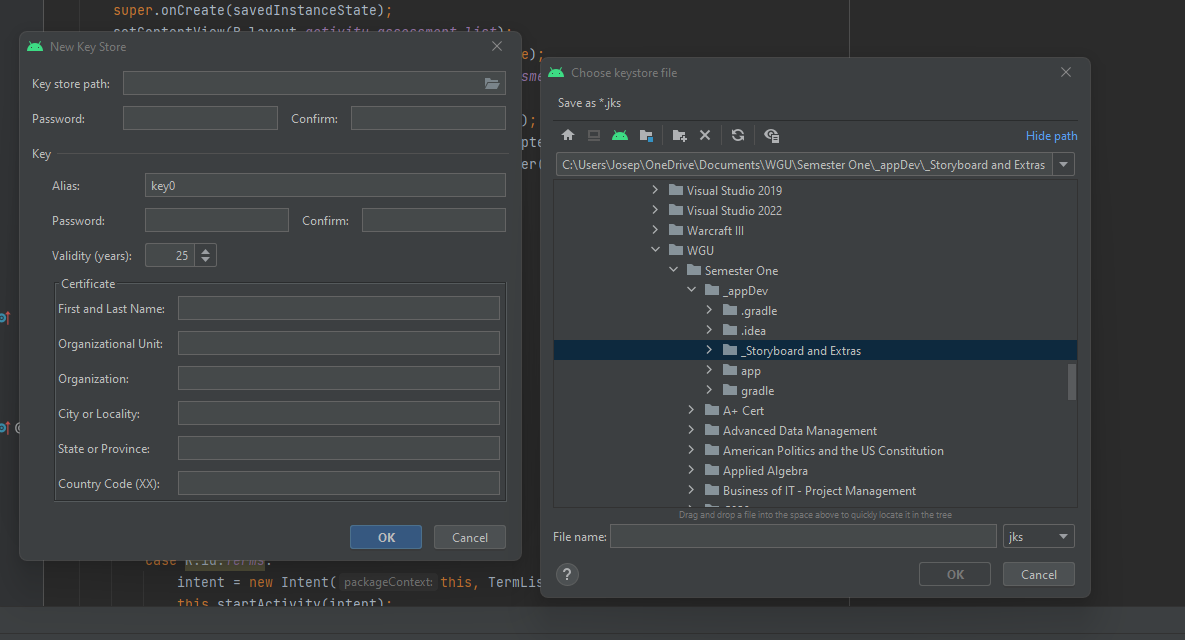 super.onCreate(savedInstanceState);
New Key Store
Key store path:
Password:
Confirm:
Key
Alias:
key0
Password:
Confirm:
Validity (years):
25
Certificate
First and Last Name:
Organizational Unit:
Organization:
City or Locality:
State or Province:
Country Code (XX):
OK
Cancel
Choose keystore file
Save as *.jks
Hide path
C:\Users\Josep\OneDrive\Documents\WGU\Semester One\_appDev\_Storyboard and Extras
Visual Studio 2019
Visual Studio 2022
Warcraft III
WGU
Semester One
_appDev
.gradle
.idea
_Storyboard and Extras
app
gradle
A+ Cert
Advanced Data Management
American Politics and the US Constitution
Applied Algebra
Business of IT - Project Management
Drag and drop a file into the space above to quickly locate it in the tree
File name:
jks
?
OK
Cancel
case R.id.Terms:
intent = new Intent( packageContext: this, TermLis
this.startActivity(intent);